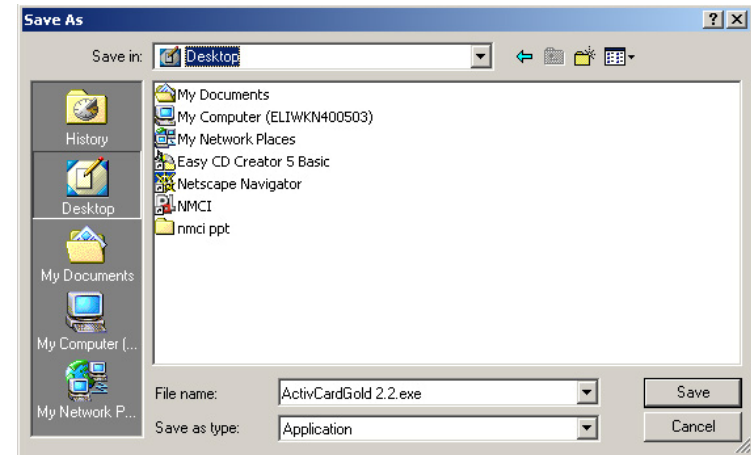 Save As
Save in: Desktop
History
Desktop
My Documents
My Computer (...
My Network P...
My Documents
My Computer (ELIWKN400503)
My Network Places
Easy CD Creator 5 Basic
Netscape Navigator
NMCI
nmci ppt
File name: ActivCardGold 2.2.exe Save
Save as type: Application Cancel